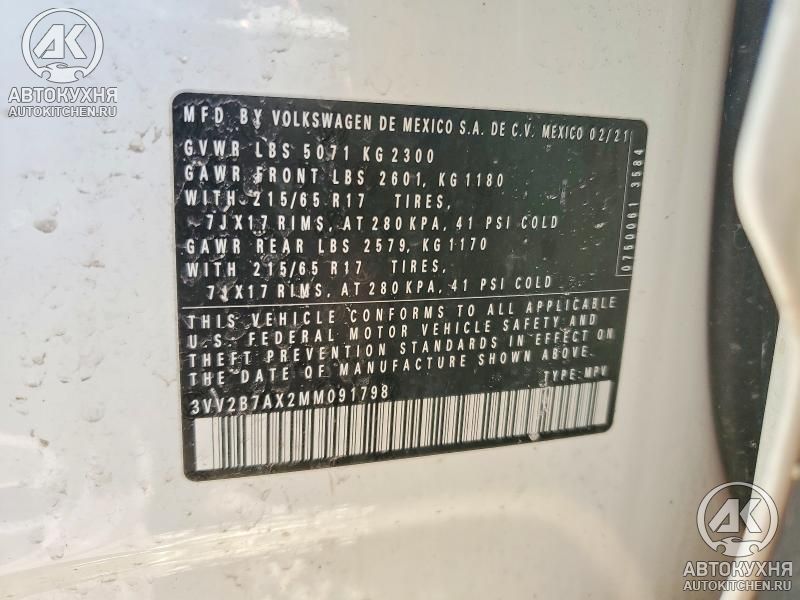 AK
АВТОКУХНЯ
AUTOKITCHEN.RU
MFD BY VOLKSWAGEN DE MEXICO S.A. DE C.V. MEXICO 02/21
GVWR LBS 5071 KG 2300
GAWR FRONT LBS 2601, KG 1180
WITH 215/65 R17 TIRES,
7JX17 RIMS, AT 280 KPA, 41 PSI COLD
GAWR REAR LBS 2579, KG 1170
WITH 215/65 R17 TIRES,
7JX17 RIMS, AT 280 KPA, 41 PSI COLD
THIS VEHICLE CONFORMS TO ALL APPLICABLE
U.S. FEDERAL MOTOR VEHICLE SAFETY AND
THEFT PREVENTION STANDARDS IN EFFECT ON
THE DATE OF MANUFACTURE SHOWN ABOVE.
3VV2B7AX2MM091798 TYPE: MPV
0750061 3584
AK
АВТОКУХНЯ
AUTOKITCHEN.RU